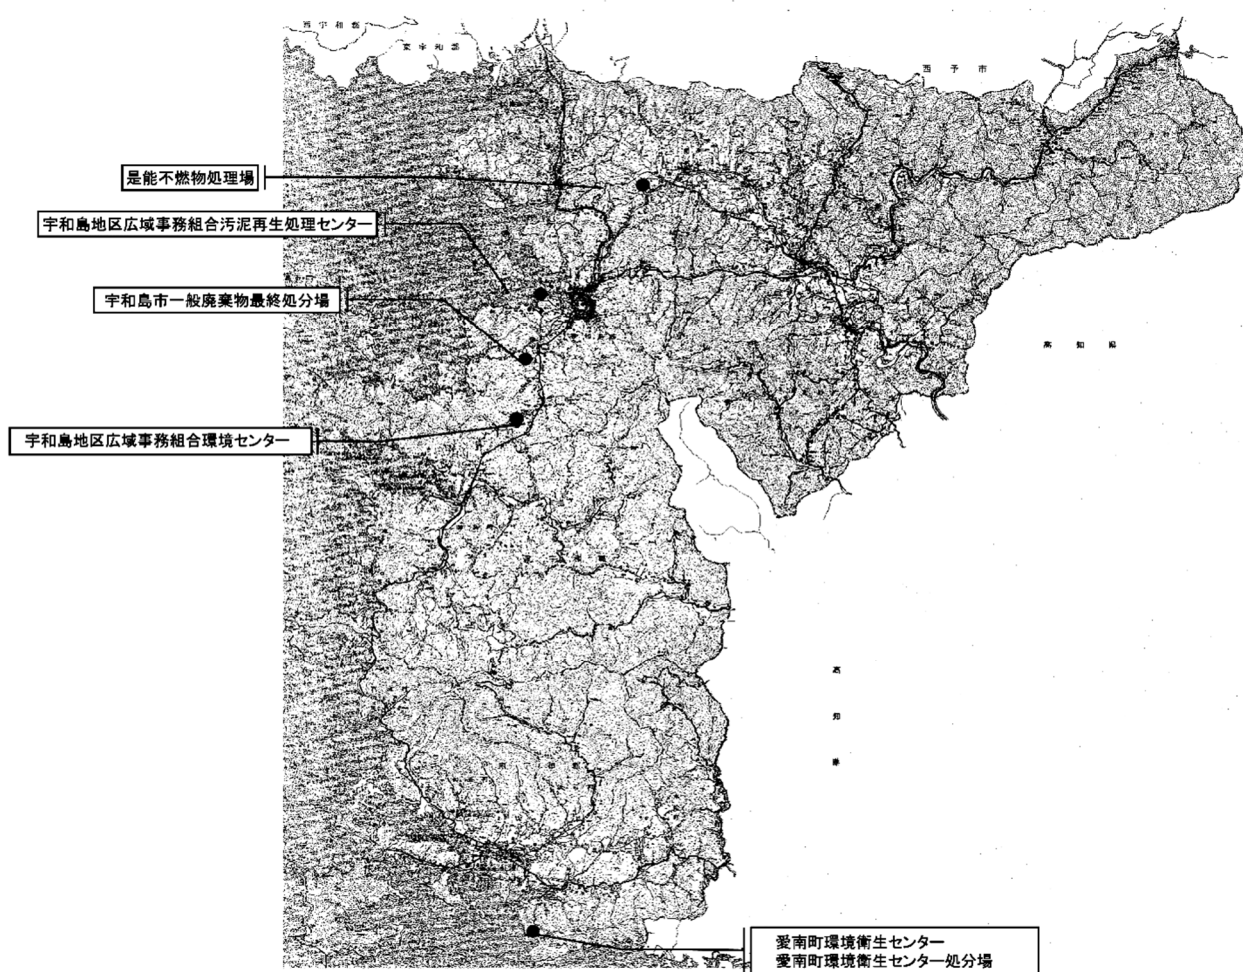 西宇和郡
東宇和郡
西予市
是能不燃物処理場
宇和島地区広域事務組合汚泥再生処理センター
宇和島市一般廃棄物最終処分場
高知県
宇和島地区広域事務組合環境センター
高知県
愛南町環境衛生センター
愛南町環境衛生センター処分場